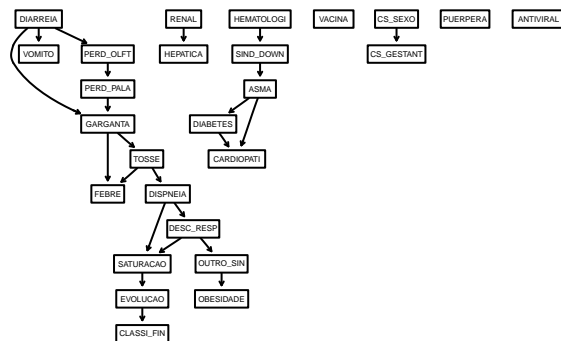 DIARREIA
RENAL
HEMATOLOGI
VACINA
CS_SEXO
PUERPERA
ANTIVIRAL
VOMITO
PERD_OLFT
HEPATICA
SIND_DOWN
CS_GESTANT
PERD_PALA
ASMA
GARGANTA
DIABETES
TOSSE
CARDIOPATI
FEBRE
DISPNEIA
DESC_RESP
SATURACAO
OUTRO_SIN
EVOLUCAO
OBESIDADE
CLASSI_FIN